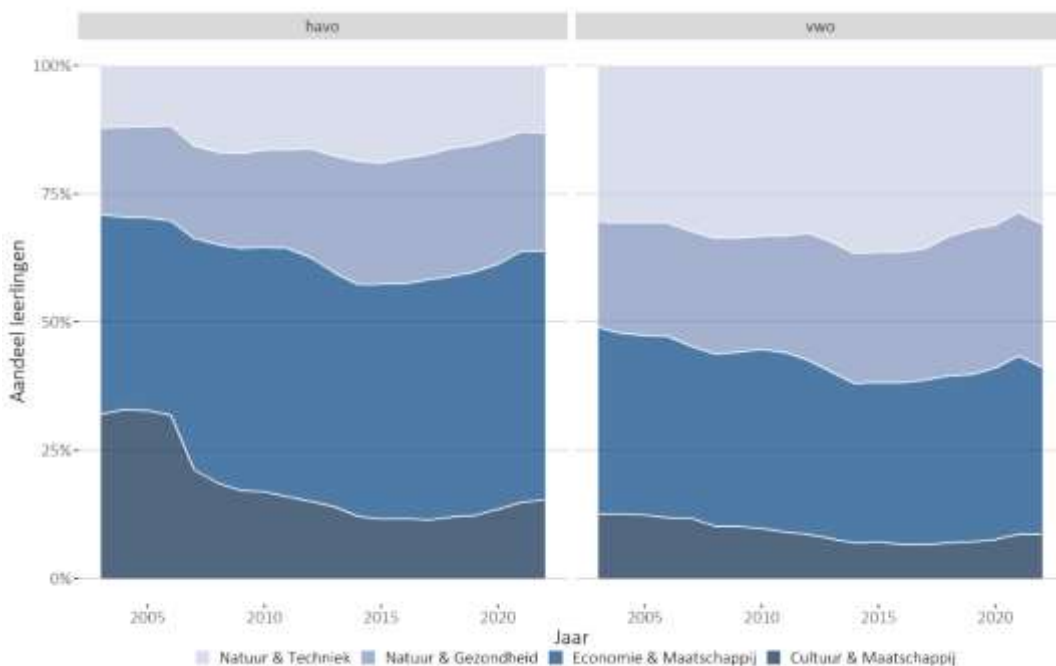 havo vwo
100%
75%
50%
25%
0%
Aandeel leerlingen
2005 2010 2015 2020 2005 2010 2015 2020
Jaar
Natuur & Techniek Natuur & Gezondheid Economie & Maatschappij Cultuur & Maatschappij